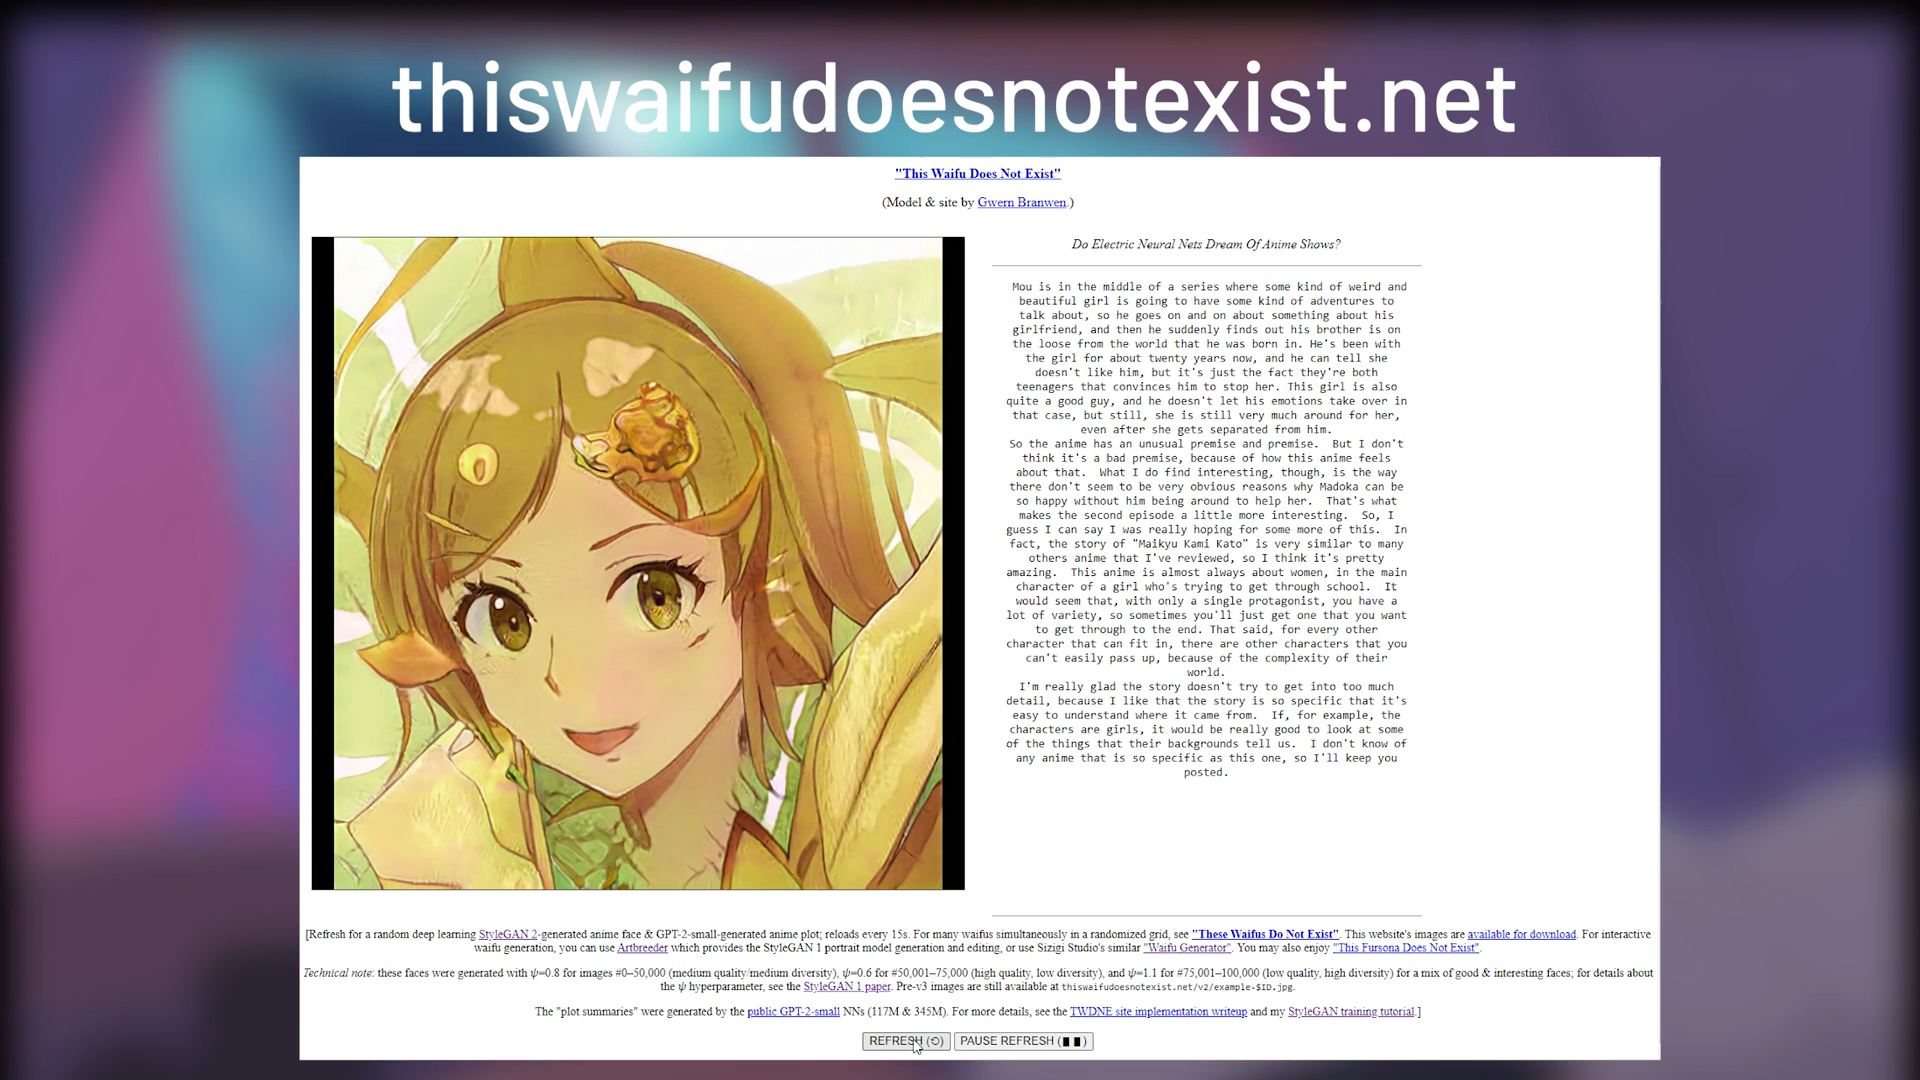 thiswaifudoesnotexist.net
"This Waifu Does Not Exist"
(Model & site by Gwern Branwen.)
Do Electric Neural Nets Dream Of Anime Shows?
Mou is in the middle of a series where some kind of weird and
beautiful girl is going to have some kind of adventures to
talk about, so he goes on and on about something about his
girlfriend, and then he suddenly finds out his brother is on
the loose from the world that he was born in. He's been with
the girl for about twenty years now, and he can tell she
doesn't like him, but it's just the fact they're both
teenagers that convinces him to stop her. This girl is also
quite a good guy, and he doesn't let his emotions take over in
that case, but still, she is still very much around for her,
even after she gets separated from him.
So the anime has an unusual premise and premise.  But I don't
think it's a bad premise, because of how this anime feels
about that.  What I do find interesting, though, is the way
there don't seem to be very obvious reasons why Madoka can be
so happy without him being around to help her.  That's what
makes the second episode a little more interesting.  So, I
guess I can say I was really hoping for some more of this.  In
fact, the story of "Maikyu Kami Kato" is very similar to many
others anime that I've reviewed, so I think it's pretty
amazing.  This anime is almost always about women, in the main
character of a girl who's trying to get through school.  It
would seem that, with only a single protagonist, you have a
lot of variety, so sometimes you'll just get one that you want
to get through to the end. That said, for every other
character that can fit in, there are other characters that you
can't easily pass up, because of the complexity of their
world.
I'm really glad the story doesn't try to get into too much
detail, because I like that the story is so specific that it's
easy to understand where it came from.  If, for example, the
characters are girls, it would be really good to look at some
of the things that their backgrounds tell us.  I don't know of
any anime that is so specific as this one, so I'll keep you
posted.
[Refresh for a random deep learning StyleGAN 2-generated anime face & GPT-2-small-generated anime plot; reloads every 15s. For many waifus simultaneously in a randomized grid, see "These Waifus Do Not Exist". This website's images are available for download. For interactive
waifu generation, you can use Artbreeder which provides the StyleGAN 1 portrait model generation and editing, or use Sizigi Studio's similar "Waifu Generator". You may also enjoy "This Fursona Does Not Exist".
Technical note: these faces were generated with ψ=0.8 for images #0–50,000 (medium quality/medium diversity), ψ=0.6 for #50,001–75,000 (high quality, low diversity), and ψ=1.1 for #75,001–100,000 (low quality, high diversity) for a mix of good & interesting faces; for details about
the ψ hyperparameter, see the StyleGAN 1 paper. Pre-v3 images are still available at thiswaifudoesnotexist.net/v2/example-$ID.jpg.
The "plot summaries" were generated by the public GPT-2-small NNs (117M & 345M). For more details, see the TWDNE site implementation writeup and my StyleGAN training tutorial.]
REFRESH (⟲) PAUSE REFRESH (▮▮)